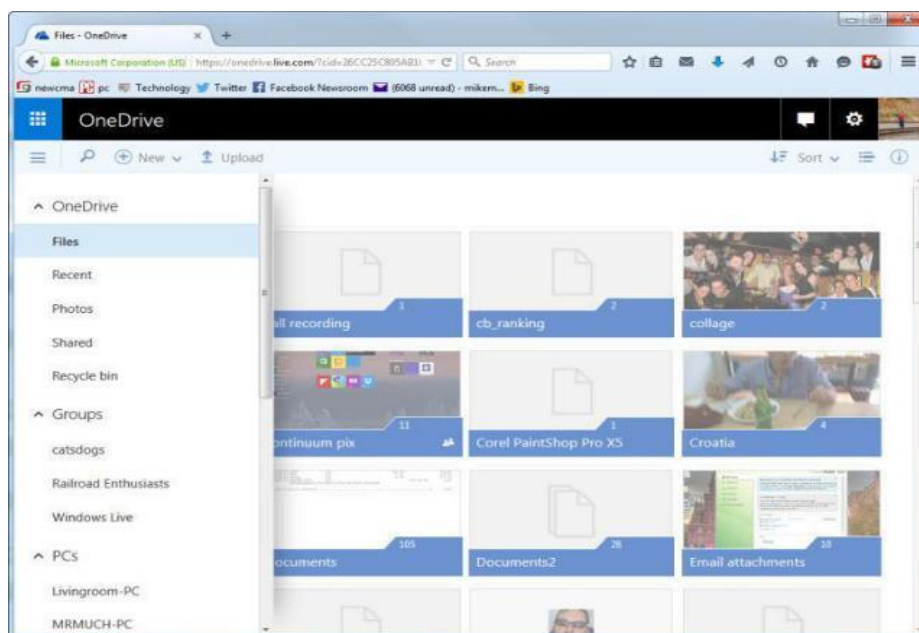 Files - OneDrive
Microsoft Corporation (US) https://onedrive.live.com/?cid=26CC25C805AB1 Search
newcma pc Technology Twitter Facebook Newsroom (6068 unread) - mikem... Bing
OneDrive
New Upload Sort
OneDrive
Files
Recent
Photos
Shared
Recycle bin
Groups
catsdogs
Railroad Enthusiasts
Windows Live
PCs
Livingroom-PC
MRMUCH-PC
1 2 2
all recording cb_ranking collage
11 1 4
ontinuum pix Corel PaintShop Pro X5 Croatia
105 28 10
ocuments Documents2 Email attachments